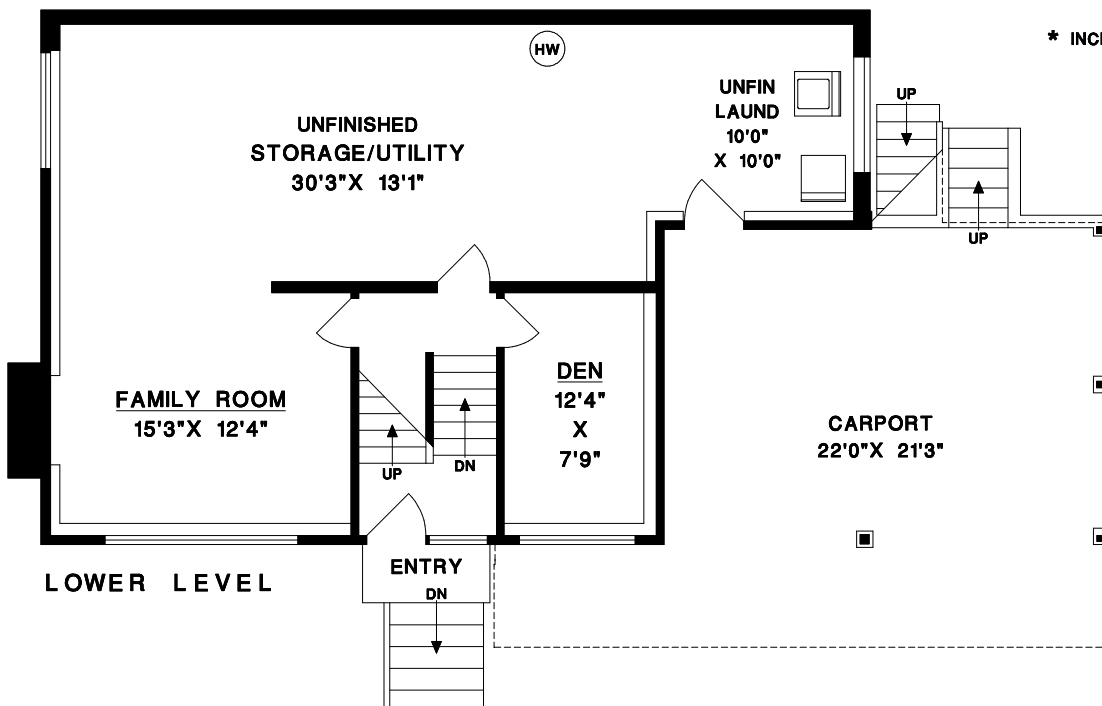 * INC
HW
UNFINISHED
STORAGE/UTILITY
30'3"X 13'1"
UNFIN
LAUND
10'0"
X 10'0"
UP
UP
FAMILY ROOM
15'3"X 12'4"
UP
DN
DEN
12'4"
X
7'9"
CARPORT
22'0"X 21'3"
ENTRY
DN
LOWER LEVEL